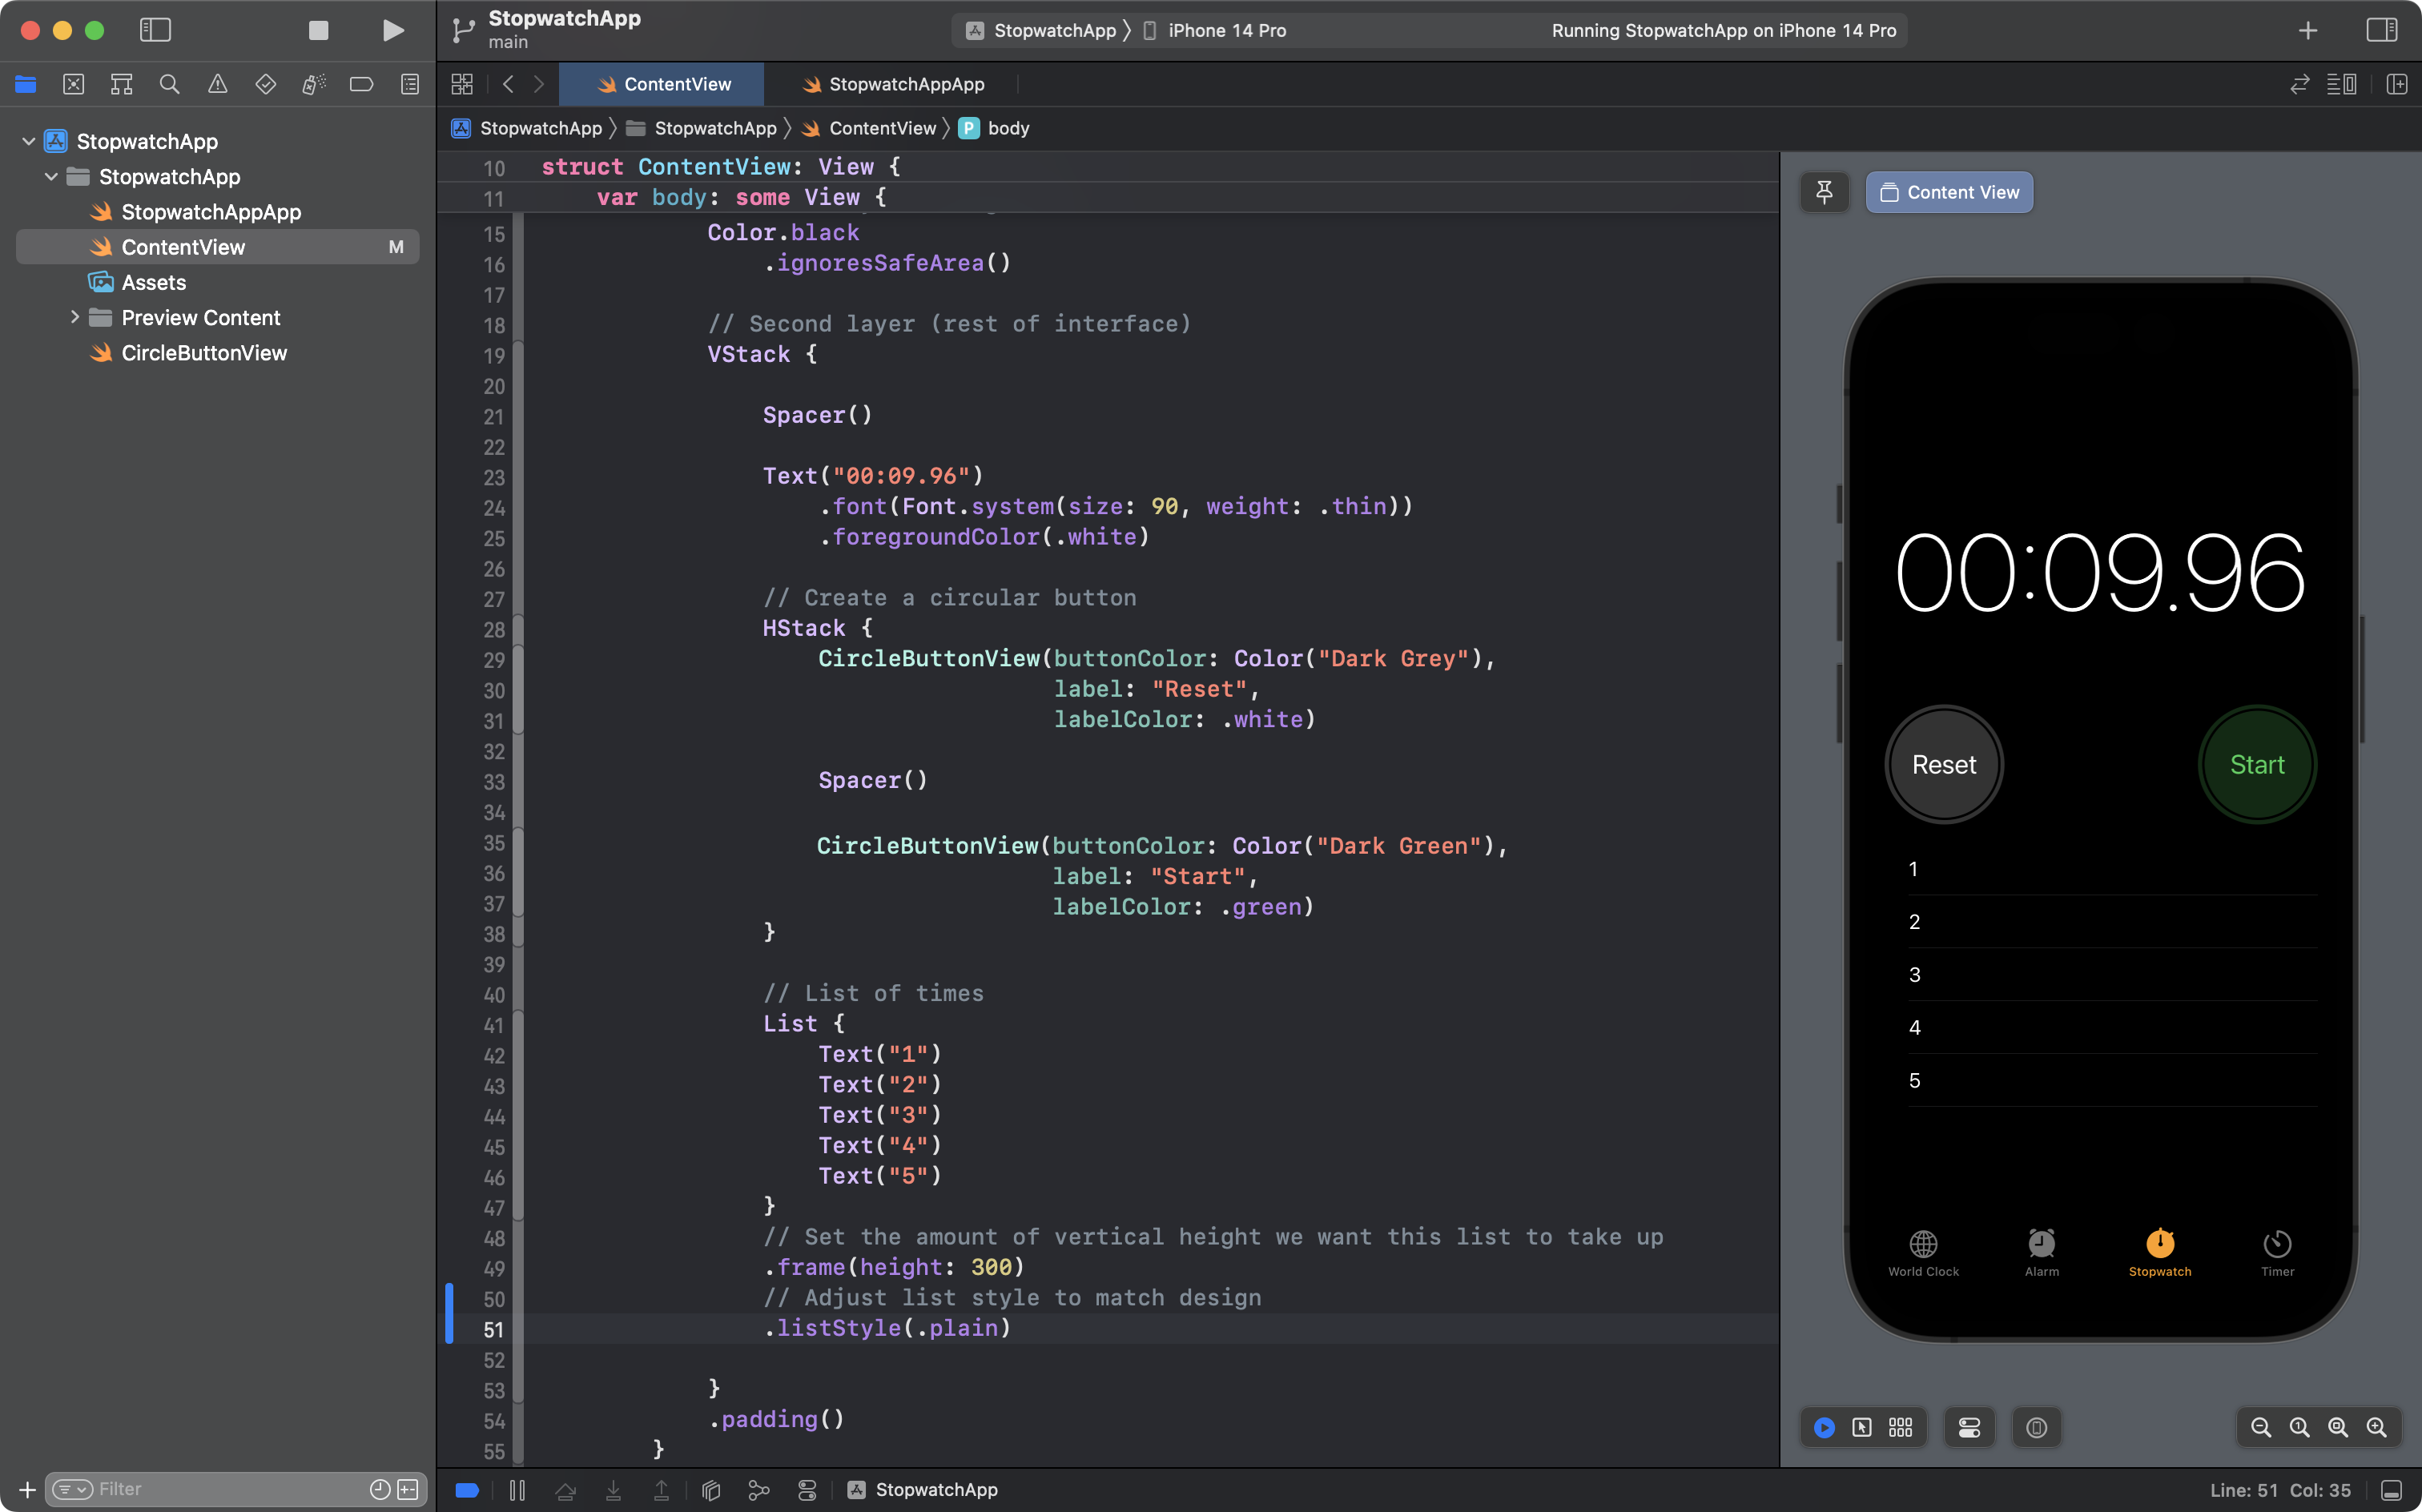 StopwatchApp
main
StopwatchApp 〉 iPhone 14 Pro
Running StopwatchApp on iPhone 14 Pro
ContentView
StopwatchAppApp
StopwatchApp 〉 StopwatchApp 〉 ContentView 〉 P body
StopwatchApp
StopwatchApp
StopwatchAppApp
ContentView M
Assets
Preview Content
CircleButtonView
Filter
10 struct ContentView: View {
11     var body: some View {
15             Color.black
16                 .ignoresSafeArea()
17
18             // Second layer (rest of interface)
19             VStack {
20
21                 Spacer()
22
23                 Text("00:09.96")
24                     .font(Font.system(size: 90, weight: .thin))
25                     .foregroundColor(.white)
26
27                 // Create a circular button
28                 HStack {
29                     CircleButtonView(buttonColor: Color("Dark Grey"),
30                                      label: "Reset",
31                                      labelColor: .white)
32
33                     Spacer()
34
35                     CircleButtonView(buttonColor: Color("Dark Green"),
36                                      label: "Start",
37                                      labelColor: .green)
38                 }
39
40                 // List of times
41                 List {
42                     Text("1")
43                     Text("2")
44                     Text("3")
45                     Text("4")
46                     Text("5")
47                 }
48                 // Set the amount of vertical height we want this list to take up
49                 .frame(height: 300)
50                 // Adjust list style to match design
51                 .listStyle(.plain)
52
53             }
54             .padding()
55         }
StopwatchApp
Line: 51 Col: 35
Content View
00:09.96
Reset
Start
1
2
3
4
5
World Clock
Alarm
Stopwatch
Timer